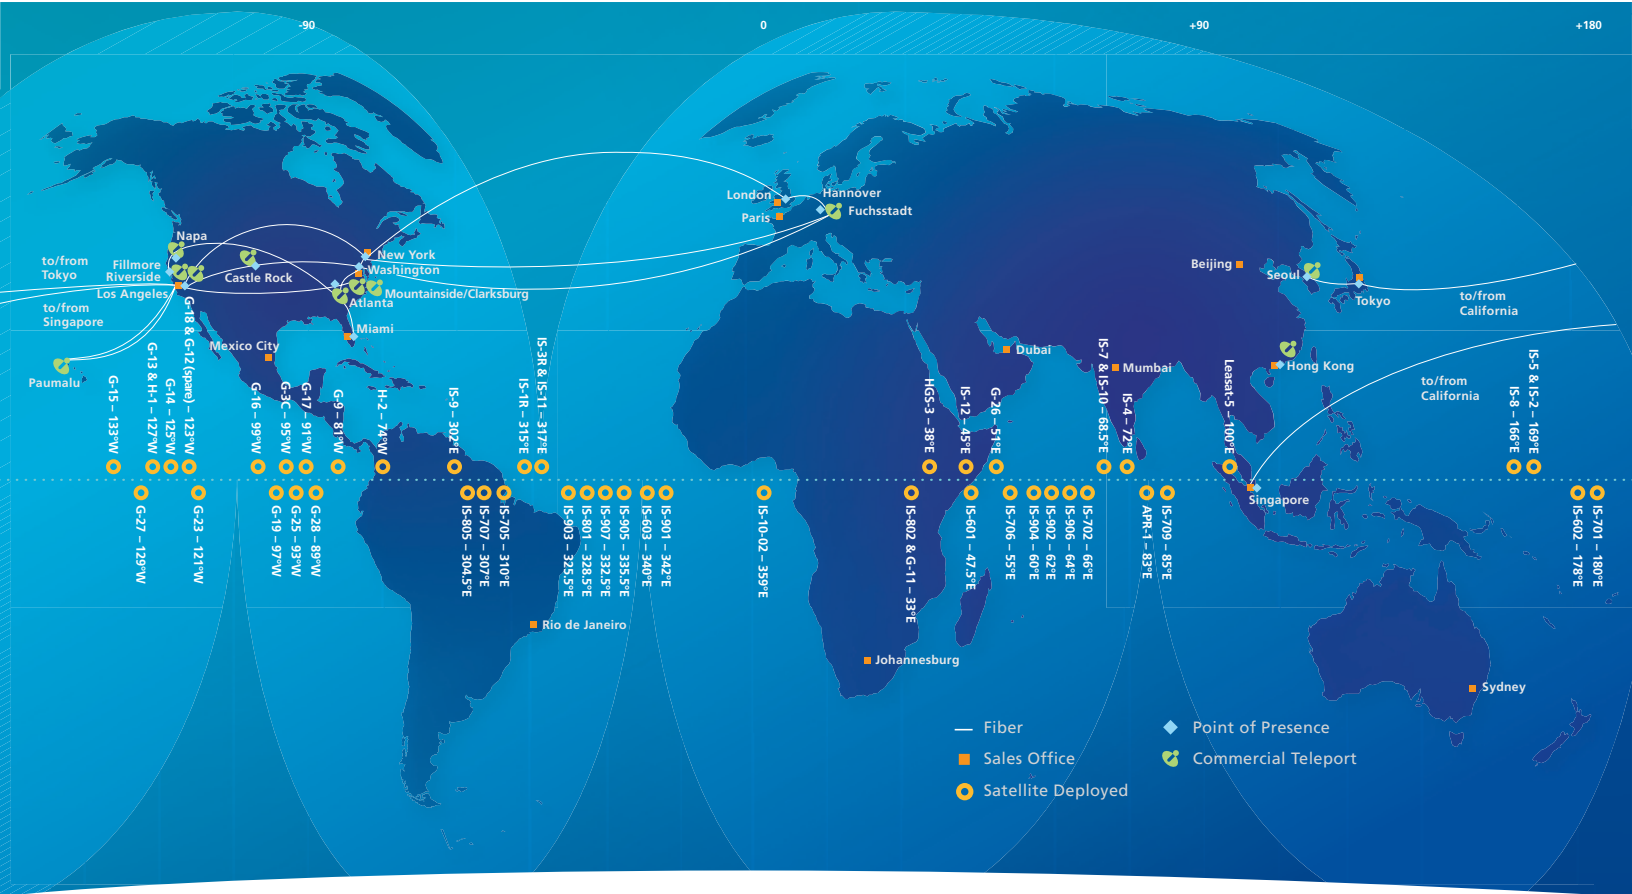 -90
0
+90
+180
London
Hannover
Paris
Fuchsstadt
Napa
to/from
Tokyo
Fillmore
Riverside
Los Angeles
Castle Rock
New York
Washington
Mountainside/Clarksburg
Atlanta
Miami
Mexico City
to/from
Singapore
Paumalu
Beijing
Seoul
Tokyo
to/from
California
Dubai
Mumbai
Hong Kong
to/from
California
Singapore
G-15 – 133°W
G-13 & H-1 – 127°W
G-14 – 125°W
G-18 & G-12 (spare) – 123°W
G-16 – 99°W
G-3C – 95°W
G-17 – 91°W
G-9 – 81°W
H-2 – 74°W
IS-9 – 302°E
IS-1R – 315°E
IS-3R & IS-11 – 317°E
HGS-3 – 38°E
IS-12 – 45°E
G-26 – 51°E
IS-7 & IS-10 – 68.5°E
IS-4 – 72°E
Leasat-5 – 100°E
IS-8 – 166°E
IS-5 & IS-2 – 169°E
G-27 – 129°W
G-23 – 121°W
G-19 – 97°W
G-25 – 93°W
G-28 – 89°W
IS-805 – 304.5°E
IS-707 – 307°E
IS-705 – 310°E
IS-903 – 325.5°E
IS-801 – 328.5°E
IS-907 – 332.5°E
IS-905 – 335.5°E
IS-603 – 340°E
IS-901 – 342°E
IS-10-02 – 359°E
IS-802 & G-11 – 33°E
IS-601 – 47.5°E
IS-706 – 55°E
IS-904 – 60°E
IS-902 – 62°E
IS-906 – 64°E
IS-702 – 66°E
APR-1 – 83°E
IS-709 – 85°E
IS-602 – 178°E
IS-701 – 180°E
Rio de Janeiro
Johannesburg
Sydney
Fiber
Sales Office
Satellite Deployed
Point of Presence
Commercial Teleport